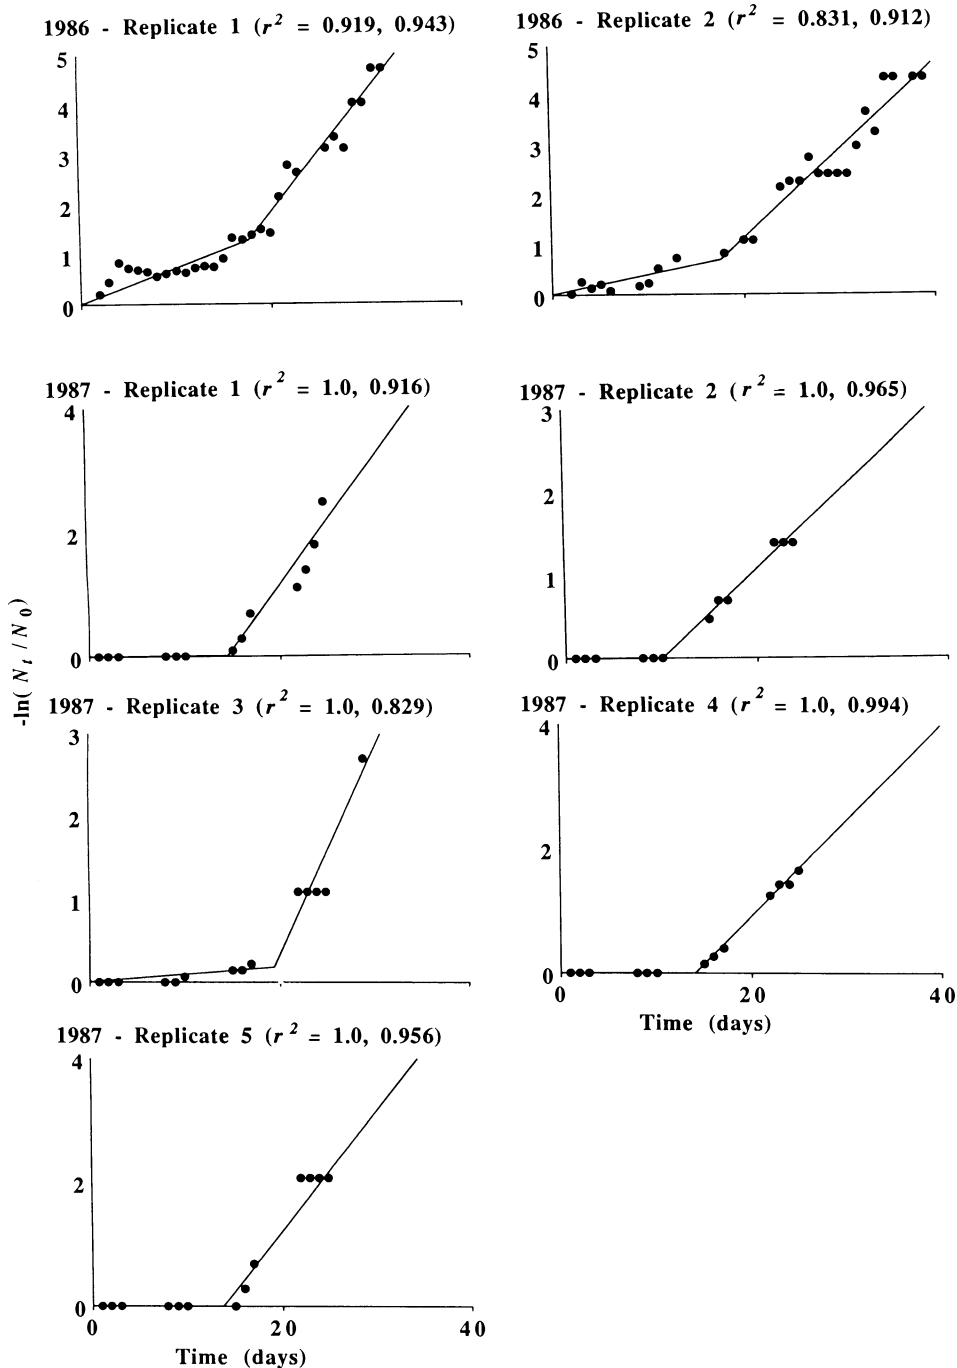 1986 - Replicate 1 (r² = 0.919, 0.943)
5
4
3
2
1
0
1986 - Replicate 2 (r² = 0.831, 0.912)
5
4
3
2
1
0
1987 - Replicate 1 (r² = 1.0, 0.916)
4
2
0
1987 - Replicate 2 (r² = 1.0, 0.965)
3
2
1
0
-ln( N_t / N_0 )
1987 - Replicate 3 (r² = 1.0, 0.829)
3
2
1
0
1987 - Replicate 4 (r² = 1.0, 0.994)
4
2
0
0 20 40
Time (days)
1987 - Replicate 5 (r² = 1.0, 0.956)
4
2
0
0 20 40
Time (days)